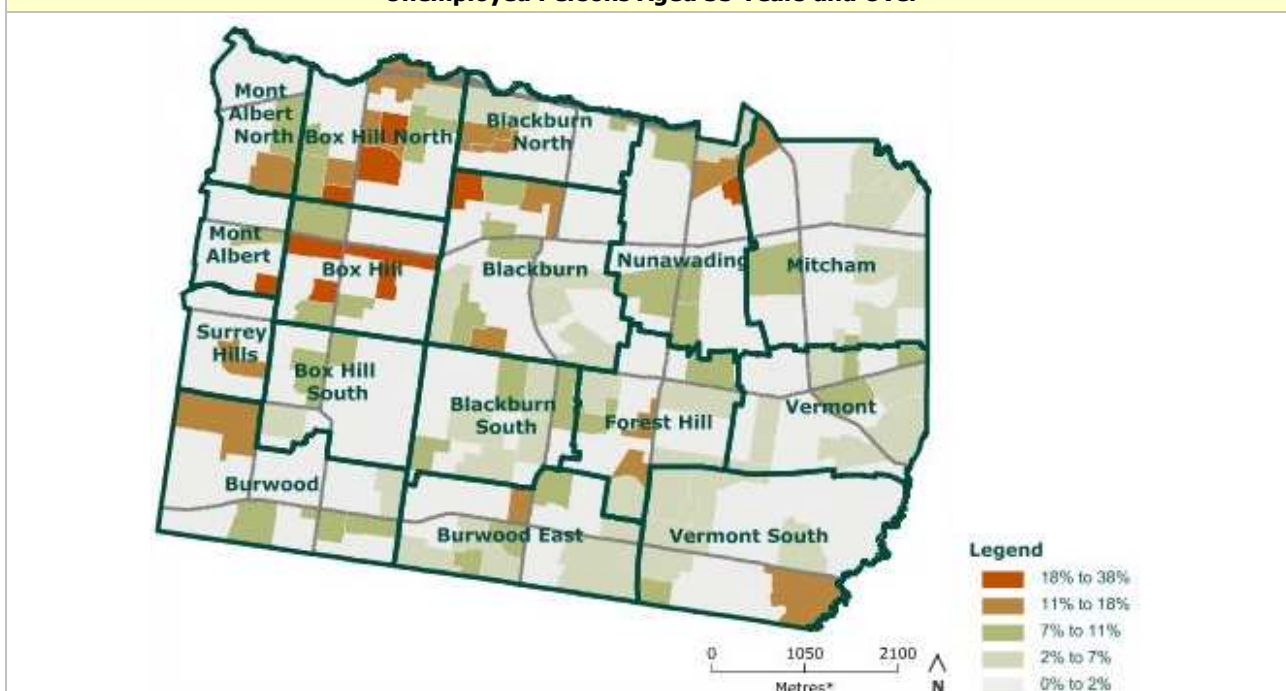 Unemployed Persons Aged 55 Years and over
Mont
Albert
North
Box Hill North
Blackburn
North
Mont
Albert
Box Hill
Blackburn
Nunawading
Mitcham
Surrey
Hills
Box Hill
South
Blackburn
South
Forest Hill
Vermont
Burwood
Burwood East
Vermont South
Legend
18% to 38%
11% to 18%
7% to 11%
2% to 7%
0% to 2%
0 1050 2100
Metres*
N